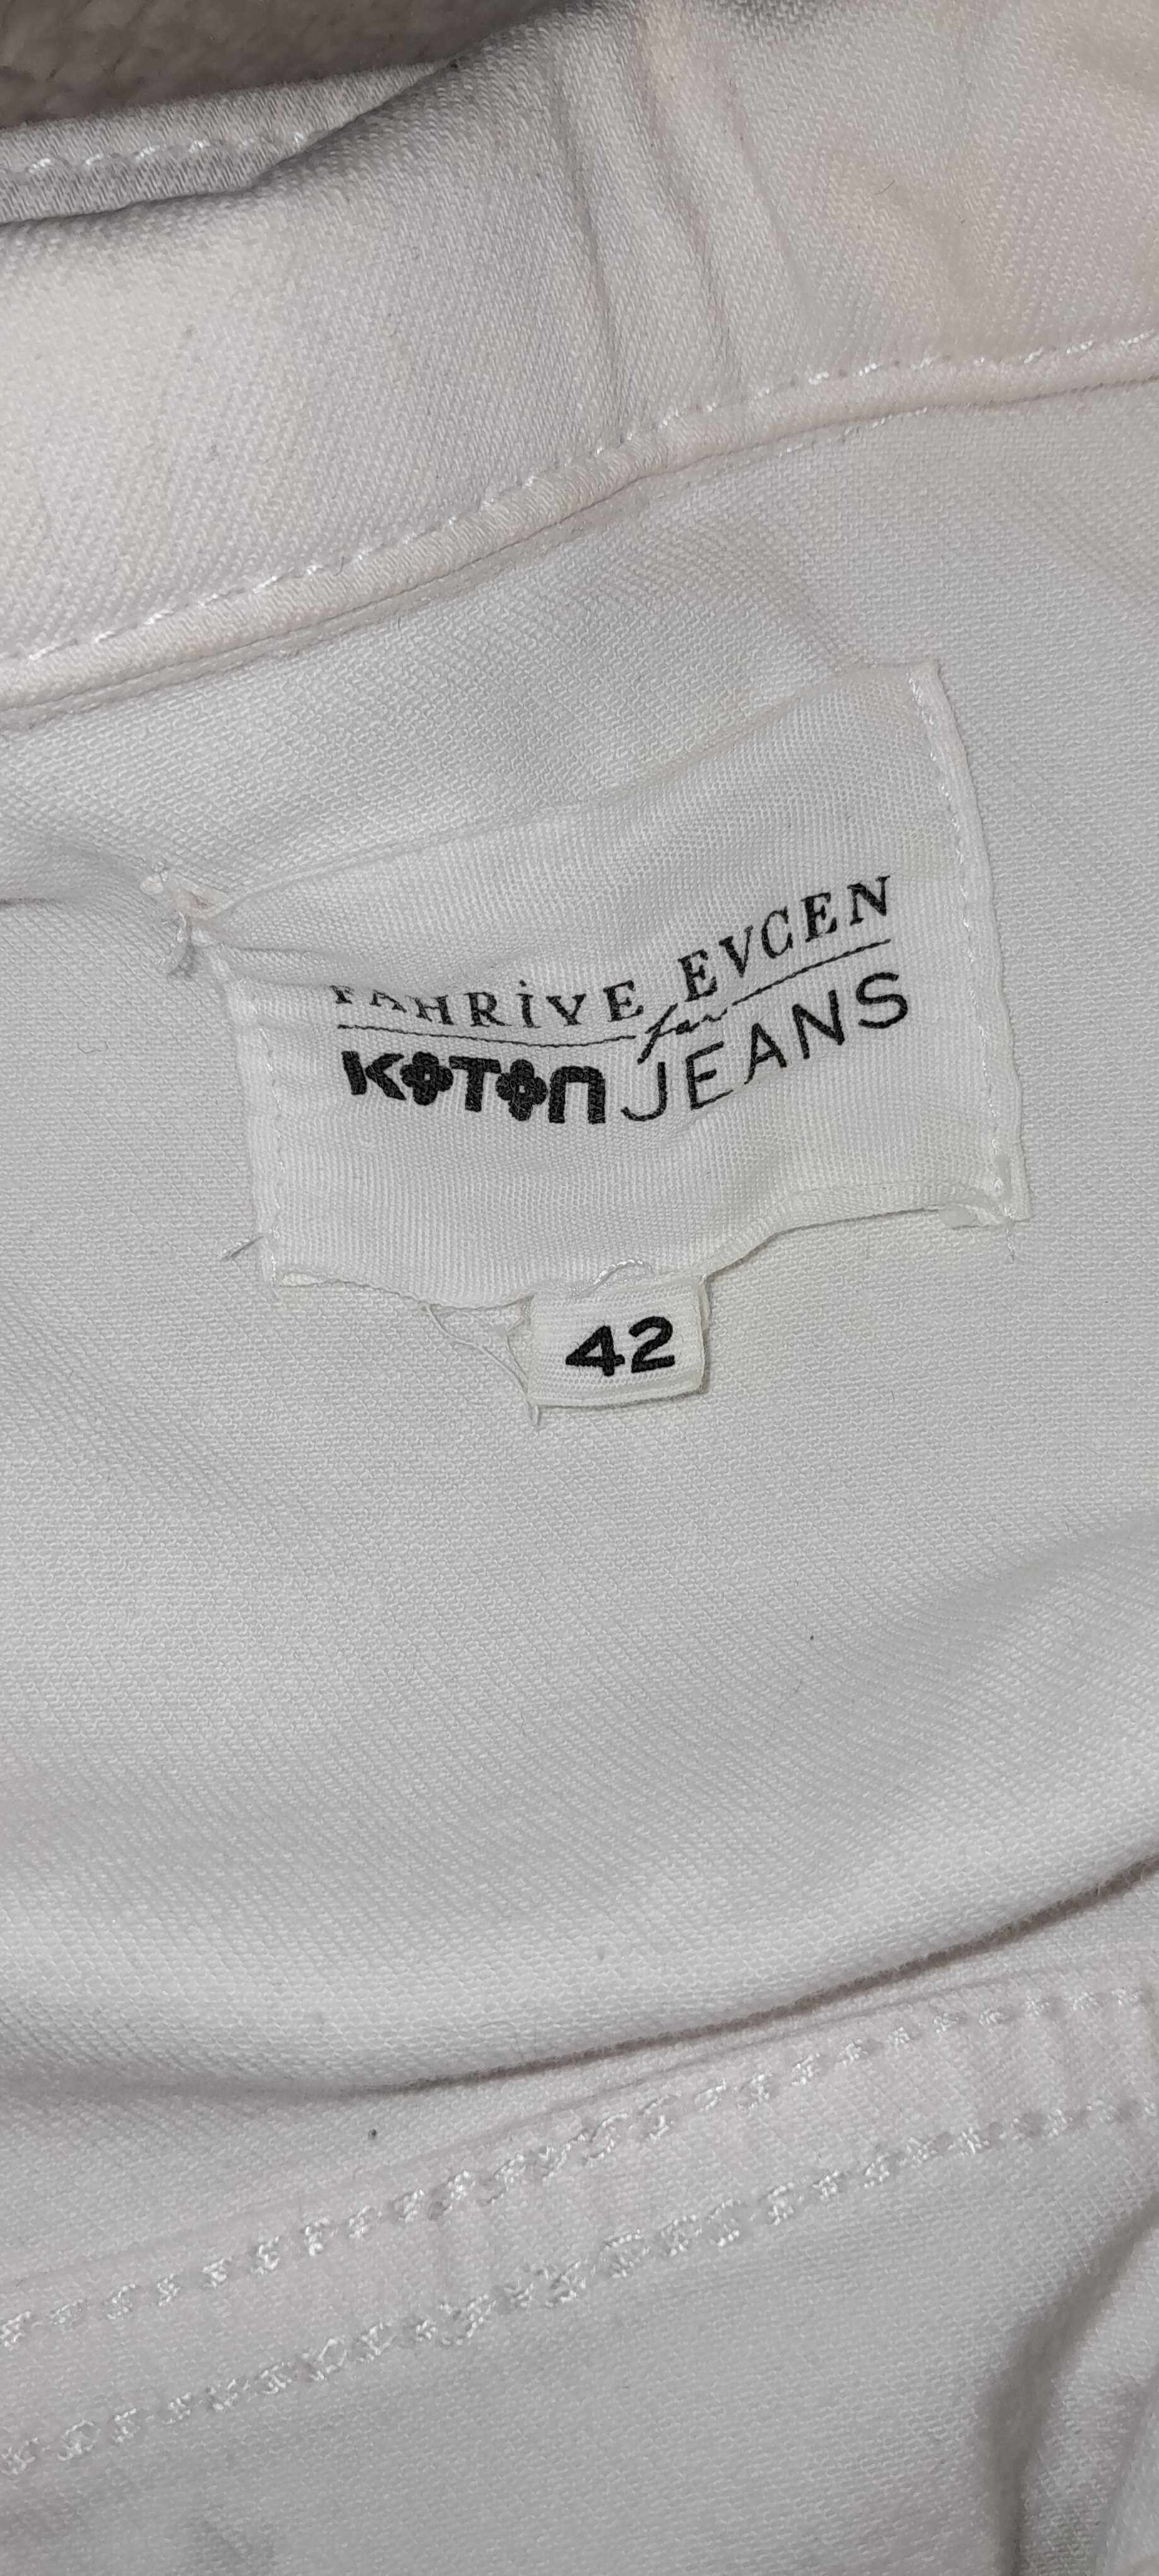 FAHRİYE EVCEN
for
KOTON JEANS
42